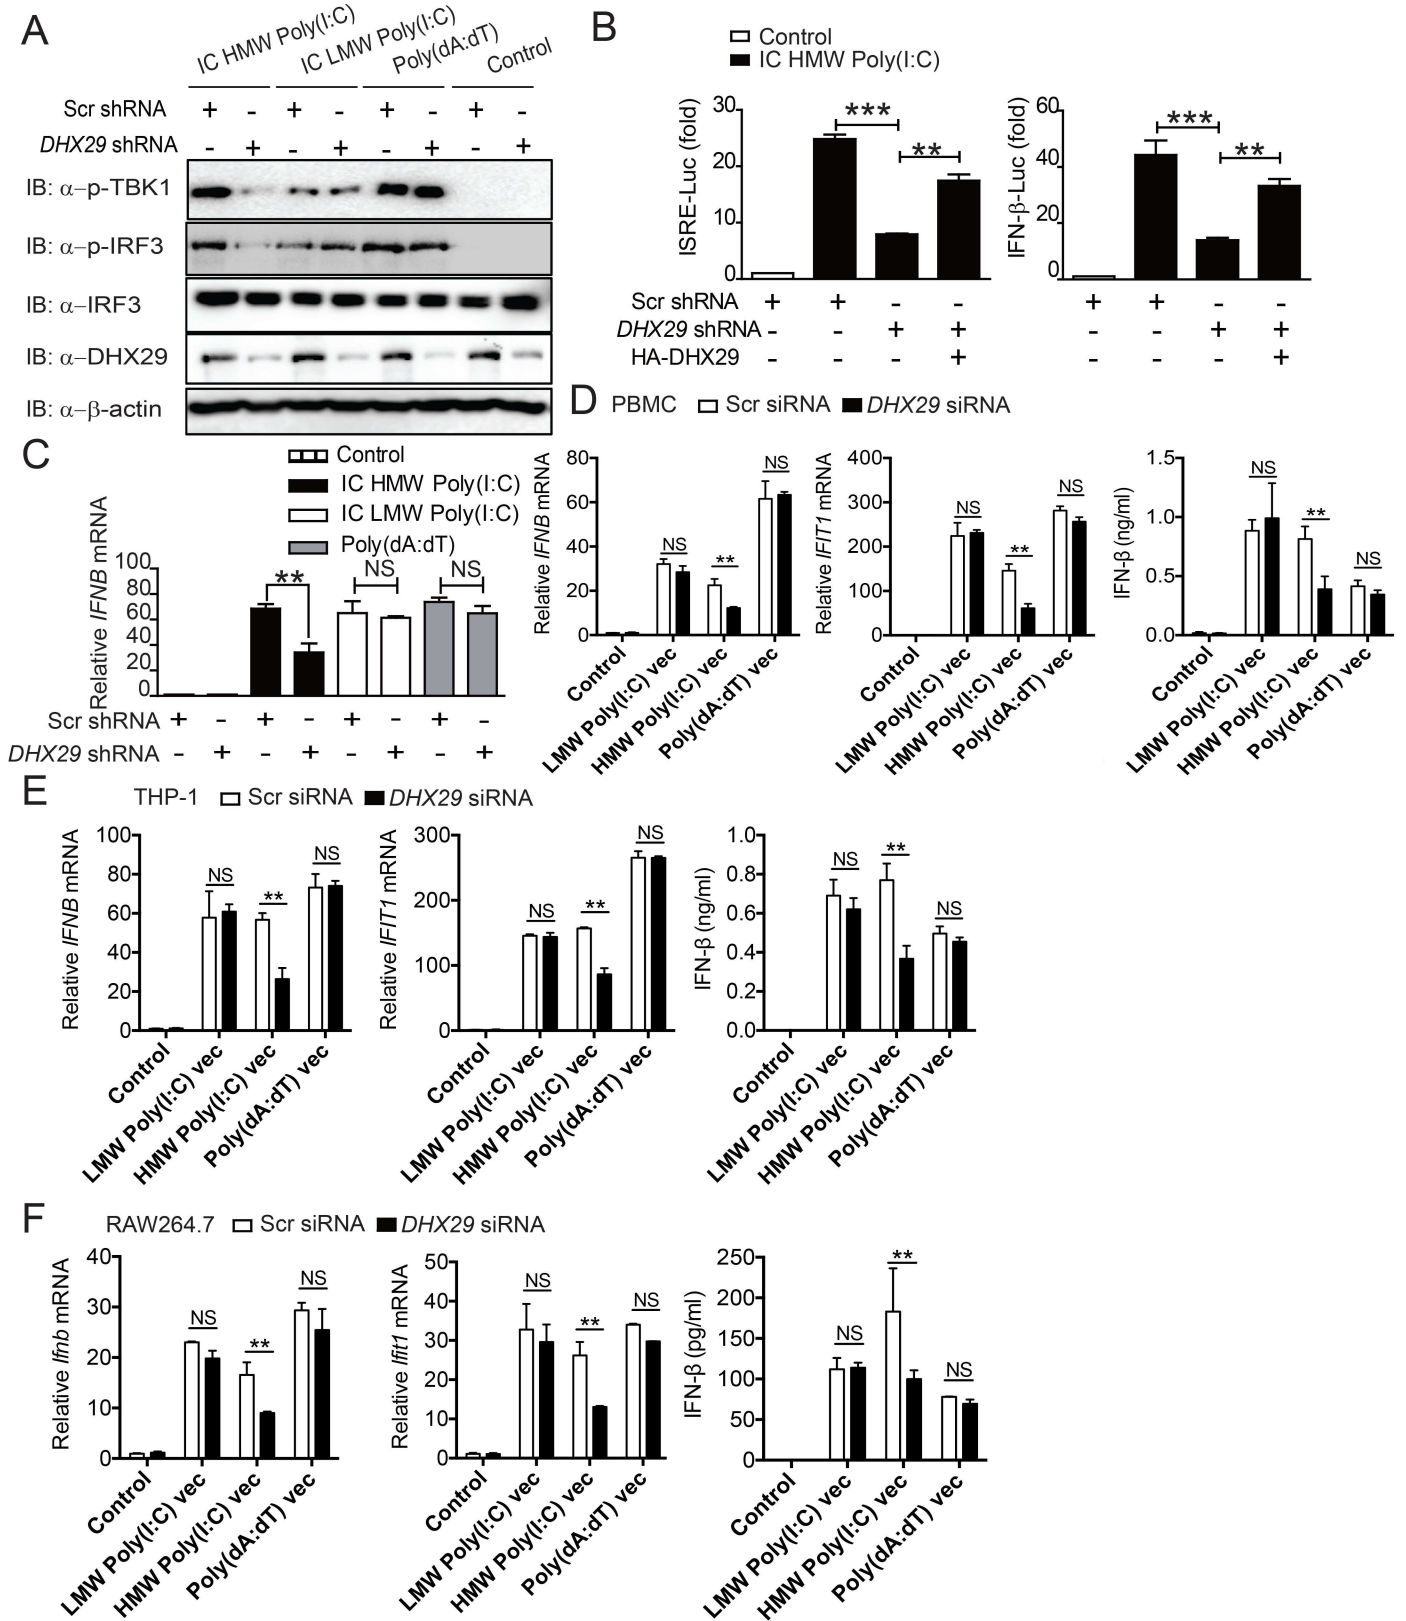 A
IC HMW Poly(I:C)
IC LMW Poly(I:C)
Poly(dA:dT)
Control
Scr shRNA + - + - + - + -
DHX29 shRNA - + - + - + - +
IB: α-p-TBK1
IB: α-p-IRF3
IB: α-IRF3
IB: α-DHX29
IB: α-β-actin
B
Control
IC HMW Poly(I:C)
ISRE-Luc (fold)
30
20
10
0
***
**
IFN-β-Luc (fold)
60
40
20
0
***
**
Scr shRNA + + - - + + - -
DHX29 shRNA - - + + - - + +
HA-DHX29 - - - + - - - +
C
Control
IC HMW Poly(I:C)
IC LMW Poly(I:C)
Poly(dA:dT)
Relative IFNB mRNA
100
80
60
40
20
0
** NS NS
Scr shRNA + - + - + - + -
DHX29 shRNA - + - + - + - +
D PBMC Scr siRNA DHX29 siRNA
Relative IFNB mRNA
80
60
40
20
0
NS ** NS
Control
LMW Poly(I:C) vec
HMW Poly(I:C) vec
Poly(dA:dT) vec
Relative IFIT1 mRNA
400
300
200
100
0
NS ** NS
Control
LMW Poly(I:C) vec
HMW Poly(I:C) vec
Poly(dA:dT) vec
IFN-β (ng/ml)
1.5
1.0
0.5
0.0
NS ** NS
Control
LMW Poly(I:C) vec
HMW Poly(I:C) vec
Poly(dA:dT) vec
E THP-1 Scr siRNA DHX29 siRNA
Relative IFNB mRNA
100
80
60
40
20
0
NS ** NS
Control
LMW Poly(I:C) vec
HMW Poly(I:C) vec
Poly(dA:dT) vec
Relative IFIT1 mRNA
300
200
100
0
NS ** NS
Control
LMW Poly(I:C) vec
HMW Poly(I:C) vec
Poly(dA:dT) vec
IFN-β (ng/ml)
1.0
0.8
0.6
0.4
0.2
0.0
NS ** NS
Control
LMW Poly(I:C) vec
HMW Poly(I:C) vec
Poly(dA:dT) vec
F RAW264.7 Scr siRNA DHX29 siRNA
Relative Ifnb mRNA
40
30
20
10
0
NS ** NS
Control
LMW Poly(I:C) vec
HMW Poly(I:C) vec
Poly(dA:dT) vec
Relative Ifit1 mRNA
50
40
30
20
10
0
NS ** NS
Control
LMW Poly(I:C) vec
HMW Poly(I:C) vec
Poly(dA:dT) vec
IFN-β (pg/ml)
250
200
150
100
50
0
NS ** NS
Control
LMW Poly(I:C) vec
HMW Poly(I:C) vec
Poly(dA:dT) vec